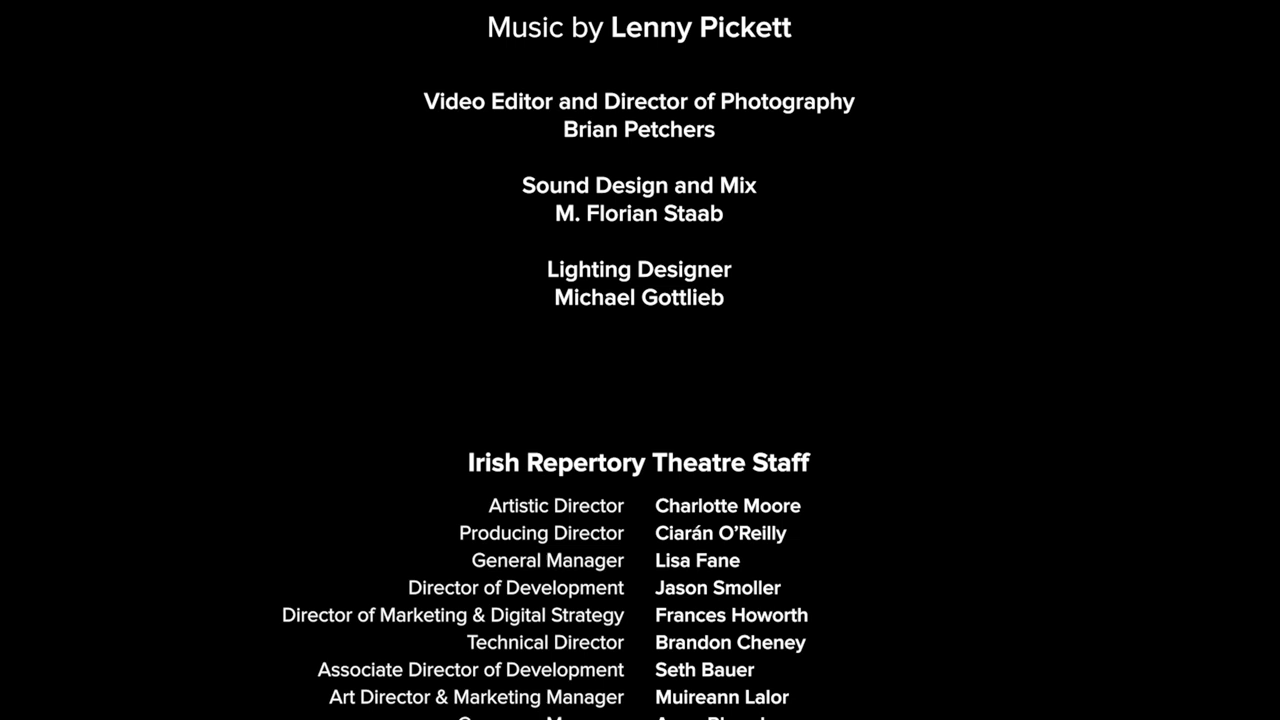 Music by Lenny Pickett
Video Editor and Director of Photography
Brian Petchers
Sound Design and Mix
M. Florian Staab
Lighting Designer
Michael Gottlieb
Irish Repertory Theatre Staff
Artistic Director Charlotte Moore
Producing Director Ciarán O’Reilly
General Manager Lisa Fane
Director of Development Jason Smoller
Director of Marketing & Digital Strategy Frances Howorth
Technical Director Brandon Cheney
Associate Director of Development Seth Bauer
Art Director & Marketing Manager Muireann Lalor